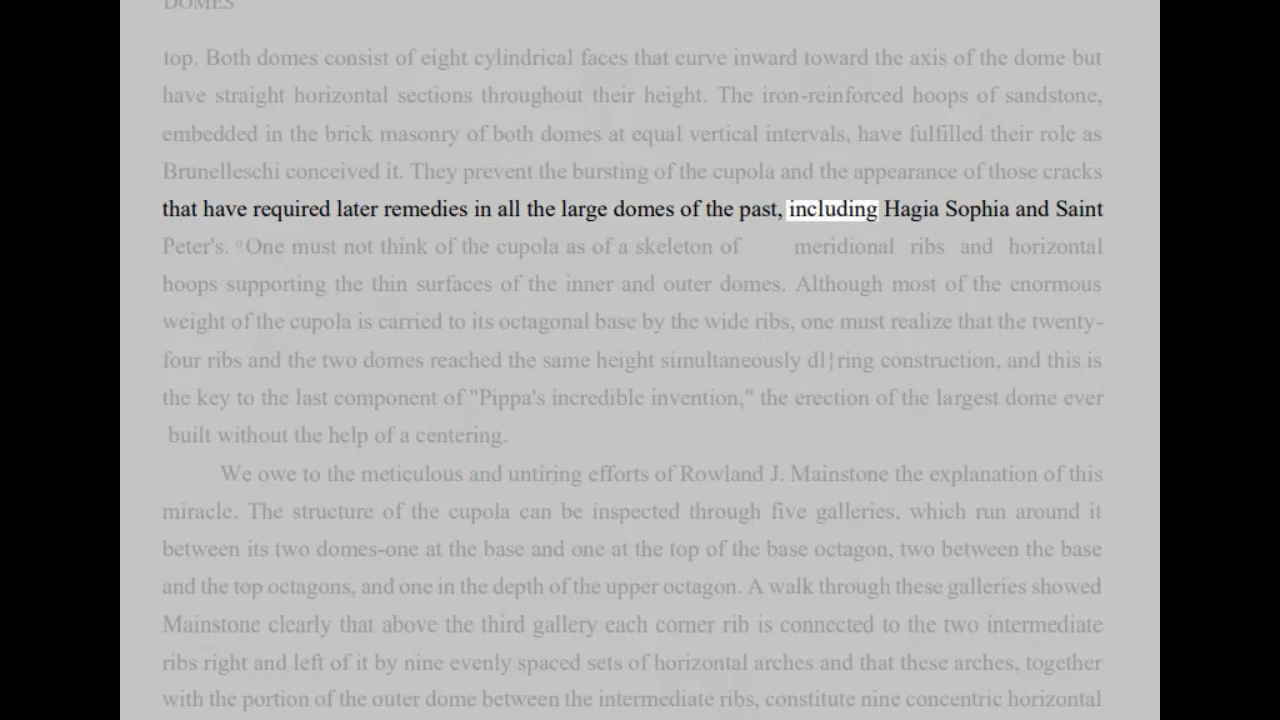 DOMES
top. Both domes consist of eight cylindrical faces that curve inward toward the axis of the dome but
have straight horizontal sections throughout their height. The iron-reinforced hoops of sandstone,
embedded in the brick masonry of both domes at equal vertical intervals, have fulfilled their role as
Brunelleschi conceived it. They prevent the bursting of the cupola and the appearance of those cracks
that have required later remedies in all the large domes of the past, including Hagia Sophia and Saint
Peter's. "One must not think of the cupola as of a skeleton of meridional ribs and horizontal
hoops supporting the thin surfaces of the inner and outer domes. Although most of the enormous
weight of the cupola is carried to its octagonal base by the wide ribs, one must realize that the twenty-
four ribs and the two domes reached the same height simultaneously dl}ring construction, and this is
the key to the last component of "Pippa's incredible invention," the erection of the largest dome ever
built without the help of a centering.
We owe to the meticulous and untiring efforts of Rowland J. Mainstone the explanation of this
miracle. The structure of the cupola can be inspected through five galleries, which run around it
between its two domes-one at the base and one at the top of the base octagon, two between the base
and the top octagons, and one in the depth of the upper octagon. A walk through these galleries showed
Mainstone clearly that above the third gallery each corner rib is connected to the two intermediate
ribs right and left of it by nine evenly spaced sets of horizontal arches and that these arches, together
with the portion of the outer dome between the intermediate ribs, constitute nine concentric horizontal